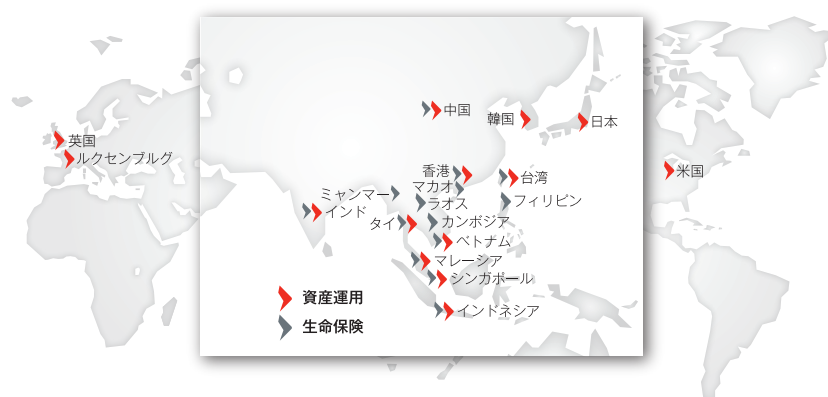 英国
ルクセンブルグ
中国
韓国
日本
香港
マカオ
台湾
ミャンマー
ラオス
フィリピン
インド
タイ
カンボジア
ベトナム
マレーシア
シンガポール
インドネシア
米国
資産運用
生命保険